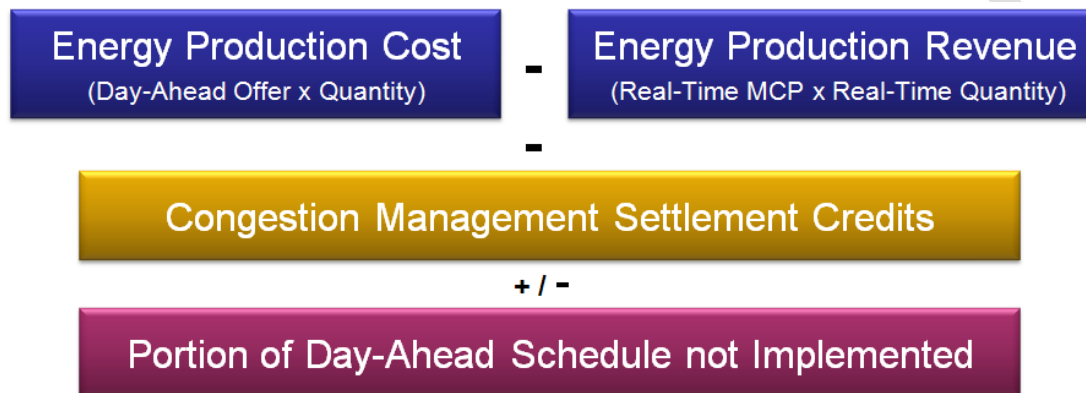 Energy Production Cost - Energy Production Revenue
(Day-Ahead Offer x Quantity) (Real-Time MCP x Real-Time Quantity)
-
Congestion Management Settlement Credits
+ / -
Portion of Day-Ahead Schedule not Implemented